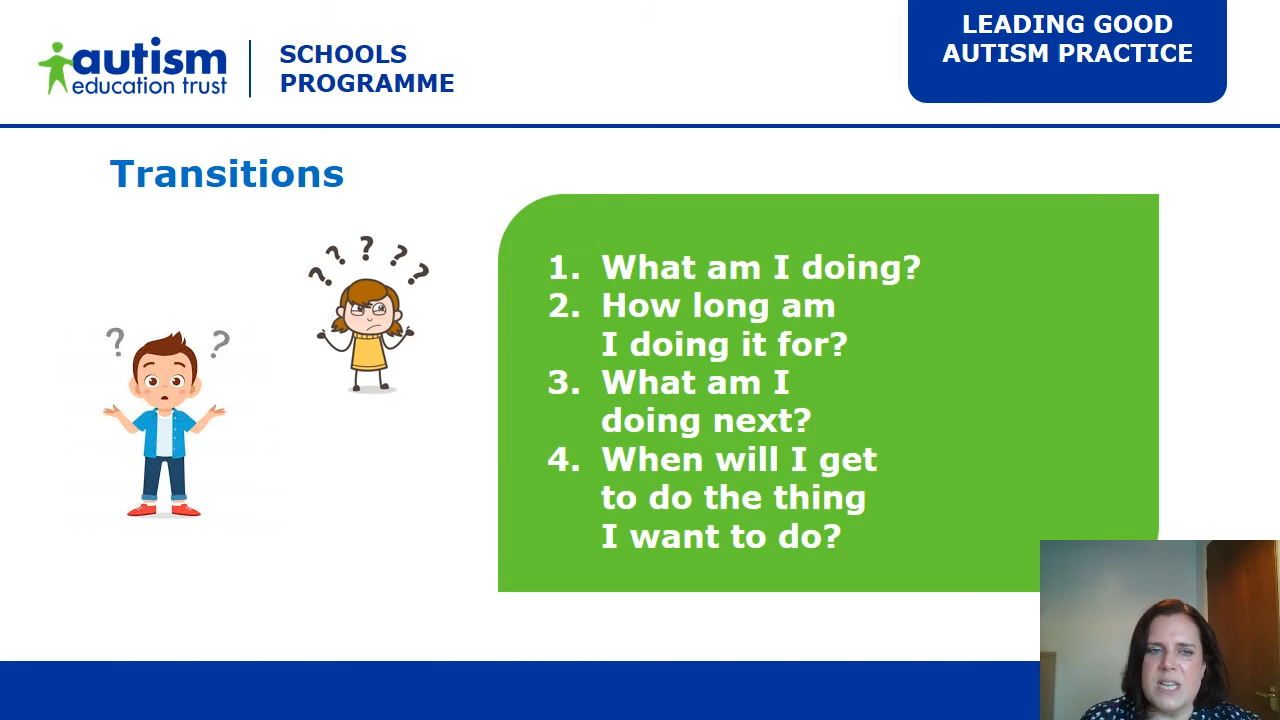 autism
education trust
SCHOOLS
PROGRAMME
LEADING GOOD
AUTISM PRACTICE
Transitions
? ? ? ? ?
? ?
1. What am I doing?
2. How long am
I doing it for?
3. What am I
doing next?
4. When will I get
to do the thing
I want to do?